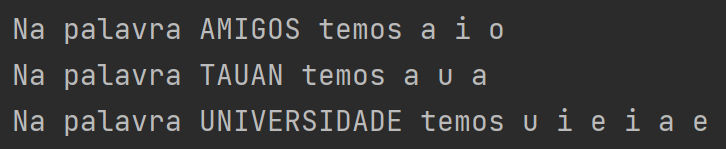 Na palavra AMIGOS temos a i o
Na palavra TAUAN temos a u a
Na palavra UNIVERSIDADE temos u i e i a e